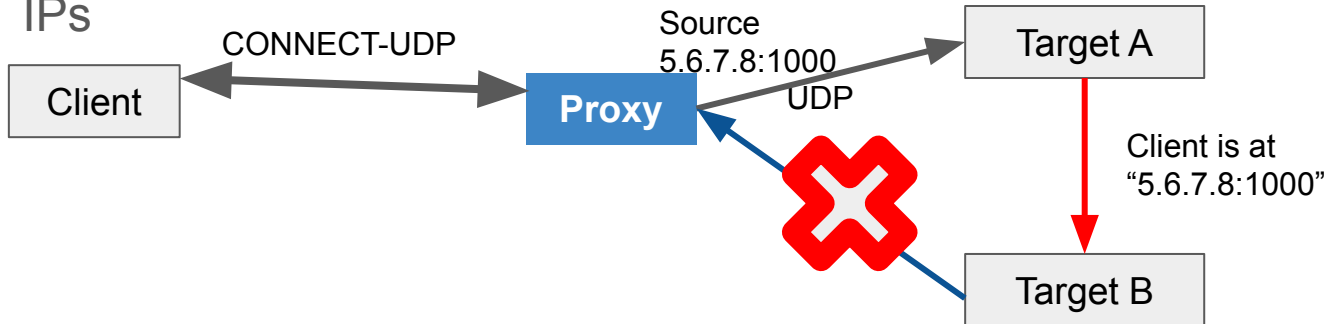 IPs
CONNECT-UDP
Client
Proxy
Source
5.6.7.8:1000
UDP
Target A
Client is at
“5.6.7.8:1000”
Target B